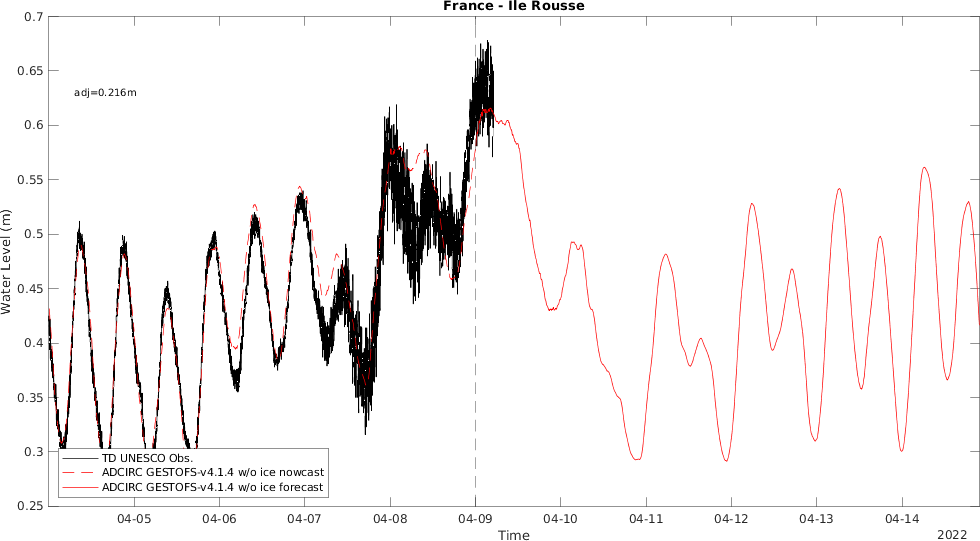 France - Ile Rousse
0.7
0.65
0.6
0.55
0.5
0.45
0.4
0.35
0.3
0.25
Water Level (m)
adj=0.216m
TD UNESCO Obs.
ADCIRC GESTOFS-v4.1.4 w/o ice nowcast
ADCIRC GESTOFS-v4.1.4 w/o ice forecast
04-05 04-06 04-07 04-08 04-09 04-10 04-11 04-12 04-13 04-14
Time
2022